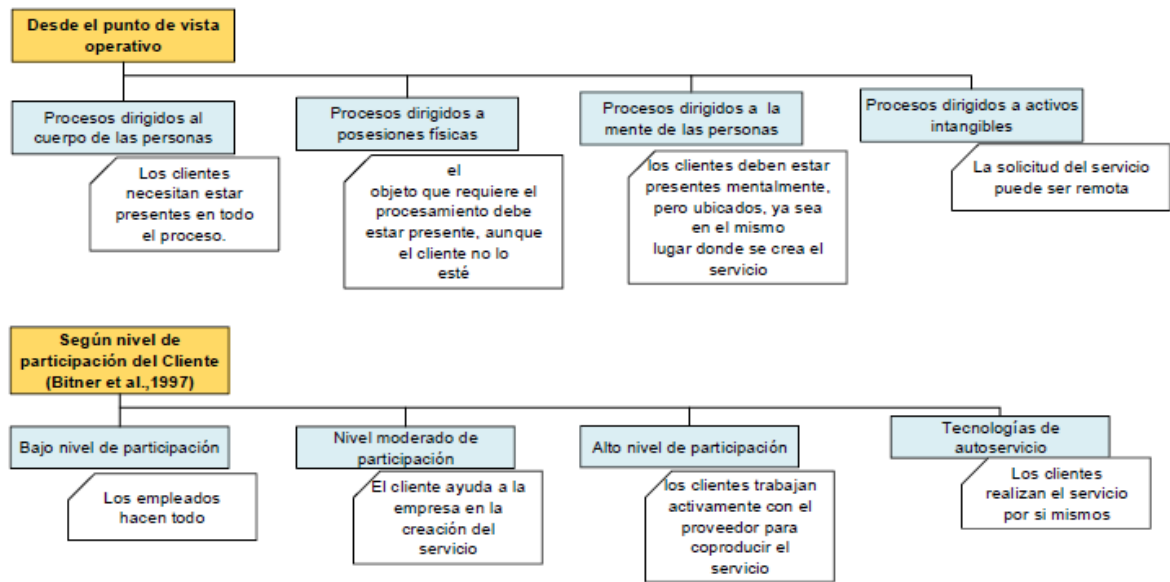 Desde el punto de vista
operativo
Procesos dirigidos al
cuerpo de las personas
Procesos dirigidos a
posesiones físicas
Procesos dirigidos a  la
mente de las personas
Procesos dirigidos a activos
intangibles
Los clientes
necesitan estar
presentes en todo
el proceso.
el
objeto que requiere el
procesamiento debe
estar presente, aunque
el cliente no lo
esté
los clientes deben estar
presentes mentalmente,
pero ubicados, ya sea
en el mismo
lugar donde se crea el
servicio
La solicitud del servicio
puede ser remota
Según nivel de
participación del Cliente
(Bitner et al.,1997)
Bajo nivel de participación
Nivel moderado de
participación
Alto nivel de participación
Tecnologías de
autoservicio
Los empleados
hacen todo
El cliente ayuda a la
empresa en la
creación del
servicio
los clientes trabajan
activamente con el
proveedor para
coproducir el
servicio
Los clientes
realizan el servicio
por si mismos